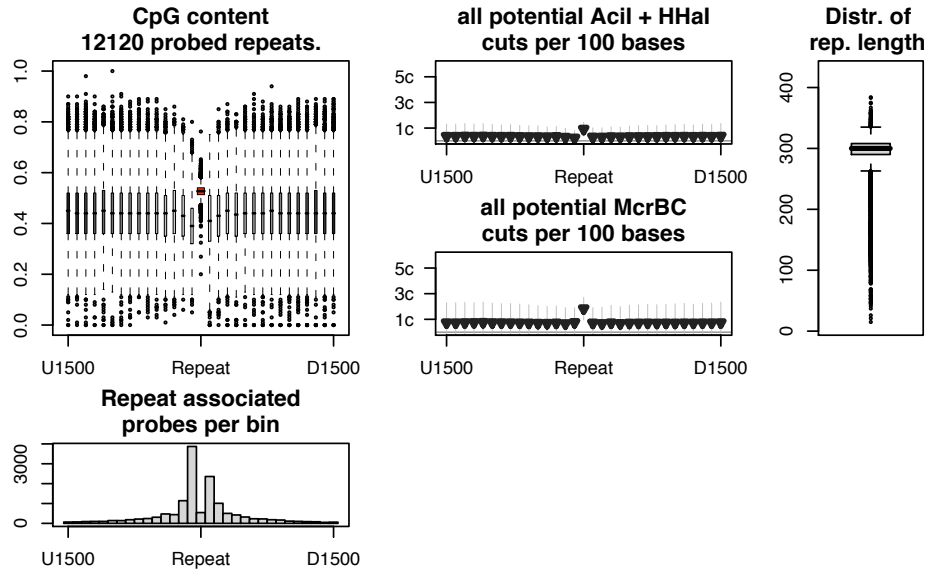 CpG content
12120 probed repeats.
1.0
0.8
0.6
0.4
0.2
0.0
U1500
Repeat
D1500
all potential AciI + HHaI
cuts per 100 bases
5c
3c
1c
U1500
Repeat
D1500
all potential McrBC
cuts per 100 bases
5c
3c
1c
U1500
Repeat
D1500
Distr. of
rep. length
400
300
200
100
0
Repeat associated
probes per bin
3000
0
U1500
Repeat
D1500